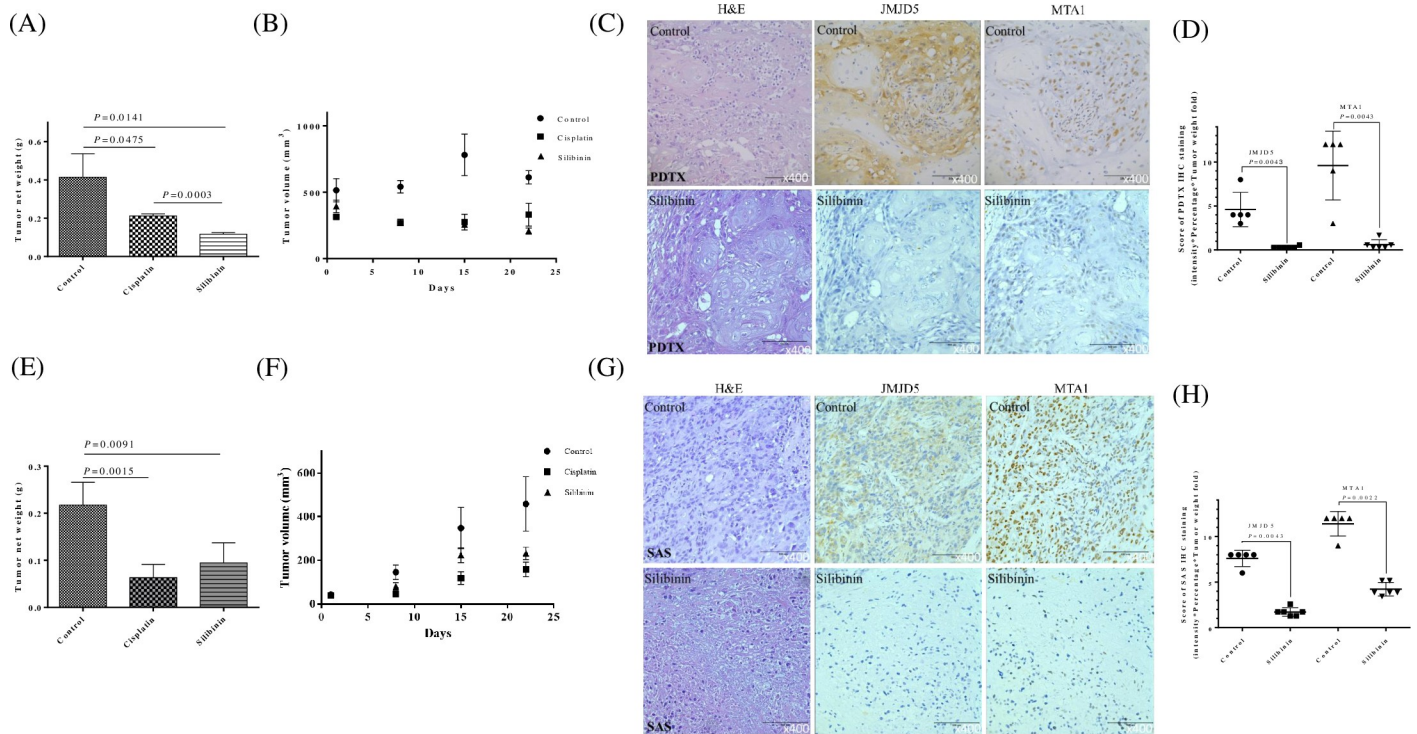 (A)
P=0.0141
P=0.0475
P=0.0003
Tumor net weight (g)
0.6
0.4
0.2
0.0
Control
Cisplatin
Silibinin
(B)
Control
Cisplatin
Silibinin
Tumor volume (mm3)
1000
500
0
0
5
10
15
20
25
Days
(C)
H&E
JMJD5
MTA1
Control
Control
Control
PDTX
x400
x400
x400
Silibinin
Silibinin
Silibinin
PDTX
x400
x400
x400
(D)
MTA1
P=0.0043
JMJD5
P=0.0043
Score of PDTX IHC staining
(intensity*Percentage*Tumor weight fold)
10
5
0
Control
Silibinin
Control
Silibinin
(E)
P=0.0091
P=0.0015
Tumor net weight (g)
0.3
0.2
0.1
0.0
Control
Cisplatin
Silibinin
(F)
Control
Cisplatin
Silibinin
Tumor volume (mm3)
600
400
200
0
0
5
10
15
20
25
Days
(G)
H&E
JMJD5
MTA1
Control
Control
Control
SAS
x400
x400
x400
Silibinin
Silibinin
Silibinin
SAS
x400
x400
x400
(H)
MTA1
P=0.0022
JMJD5
P=0.0043
Score of SAS IHC staining
(intensity*Percentage*Tumor weight fold)
10
5
0
Control
Silibinin
Control
Silibinin